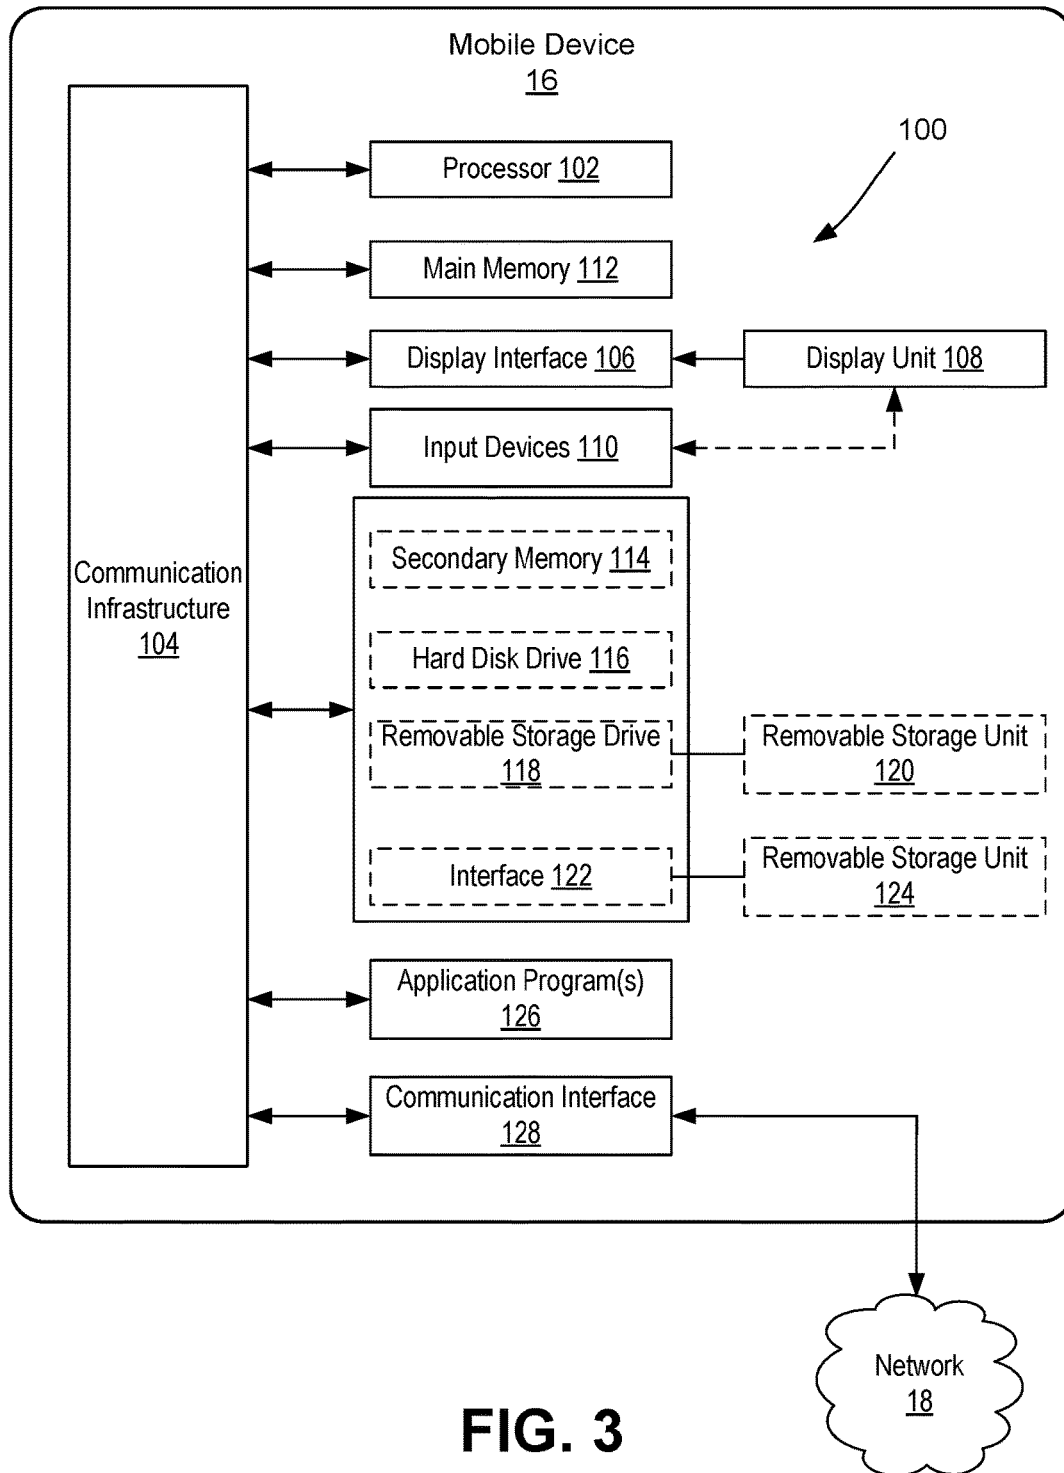 Mobile Device
16
100
Processor 102
Main Memory 112
Display Interface 106
Display Unit 108
Input Devices 110
Communication
Infrastructure
104
Secondary Memory 114
Hard Disk Drive 116
Removable Storage Drive
118
Removable Storage Unit
120
Interface 122
Removable Storage Unit
124
Application Program(s)
126
Communication Interface
128
Network
18
FIG. 3